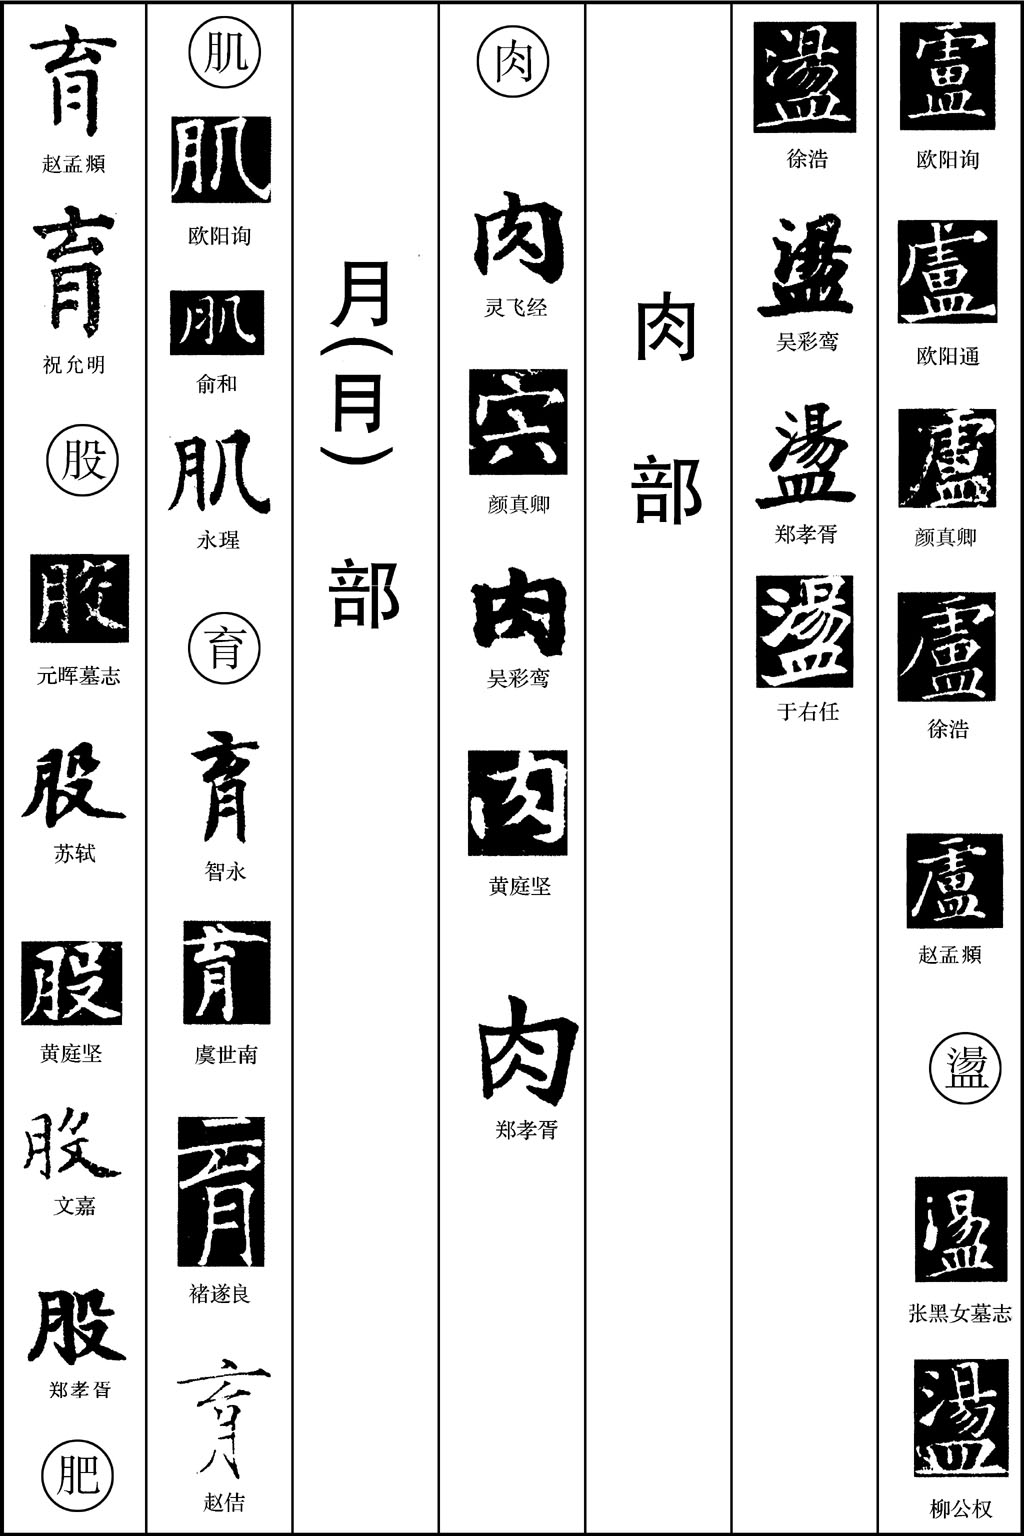 盧
欧阳询
盧
欧阳通
盧
颜真卿
盧
徐浩
盧
赵孟頫
盪
盪
张黑女墓志
盪
柳公权
盪
徐浩
盪
吴彩鸾
盪
郑孝胥
盪
于右任
肉
部
肉
肉
灵飞经
宍
颜真卿
肉
吴彩鸾
肉
黄庭坚
肉
郑孝胥
月(⺼)部
肌
肌
欧阳询
肌
俞和
肌
永瑆
育
育
智永
育
虞世南
育
褚遂良
育
赵佶
育
赵孟頫
育
祝允明
股
股
元晖墓志
股
苏轼
股
黄庭坚
股
文嘉
股
郑孝胥
肥